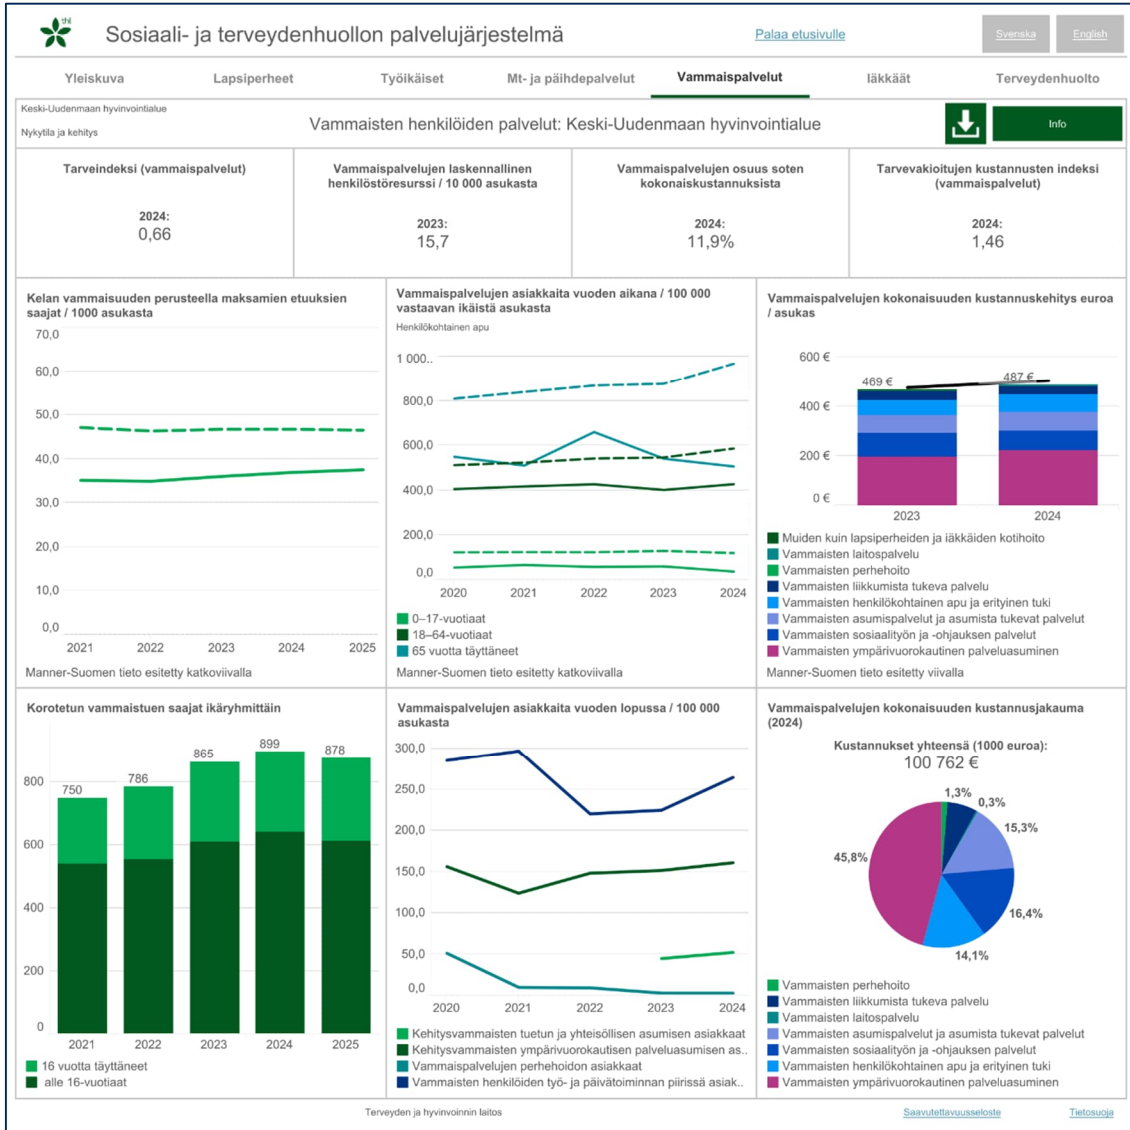 thl
Sosiaali- ja terveydenhuollon palvelujärjestelmä
Palaa etusivulle
Svenska
English
Yleiskuva
Lapsiperheet
Työikäiset
Mt- ja päihdepalvelut
Vammaispalvelut
Iäkkäät
Terveydenhuolto
Keski-Uudenmaan hyvinvointialue
Nykytila ja kehitys
Vammaisten henkilöiden palvelut: Keski-Uudenmaan hyvinvointialue
Info
Tarveindeksi (vammaispalvelut)
2024:
0,66
Vammaispalvelujen laskennallinen
henkilöstöresurssi / 10 000 asukasta
2023:
15,7
Vammaispalvelujen osuus soten
kokonaiskustannuksista
2024:
11,9%
Tarvevakioitujen kustannusten indeksi
(vammaispalvelut)
2024:
1,46
Kelan vammaisuuden perusteella maksamien etuuksien
saajat / 1000 asukasta
70,0
60,0
50,0
40,0
30,0
20,0
10,0
0,0
2021
2022
2023
2024
2025
Manner-Suomen tieto esitetty katkoviivalla
Vammaispalvelujen asiakkaita vuoden aikana / 100 000
vastaavan ikäistä asukasta
Henkilökohtainen apu
1 000..
800,0
600,0
400,0
200,0
0,0
2020
2021
2022
2023
2024
0–17-vuotiaat
18–64-vuotiaat
65 vuotta täyttäneet
Manner-Suomen tieto esitetty katkoviivalla
Vammaispalvelujen kokonaisuuden kustannuskehitys euroa
/ asukas
600 €
400 €
200 €
0 €
469 €
487 €
2023
2024
Muiden kuin lapsiperheiden ja iäkkäiden kotihoito
Vammaisten laitospalvelu
Vammaisten perhehoito
Vammaisten liikkumista tukeva palvelu
Vammaisten henkilökohtainen apu ja erityinen tuki
Vammaisten asumispalvelut ja asumista tukevat palvelut
Vammaisten sosiaalityön ja -ohjauksen palvelut
Vammaisten ympärivuorokautinen palveluasuminen
Manner-Suomen tieto esitetty viivalla
Korotetun vammaistuen saajat ikäryhmittäin
800
600
400
200
0
750
786
865
899
878
2021
2022
2023
2024
2025
16 vuotta täyttäneet
alle 16-vuotiaat
Vammaispalvelujen asiakkaita vuoden lopussa / 100 000
asukasta
300,0
250,0
200,0
150,0
100,0
50,0
0,0
2020
2021
2022
2023
2024
Kehitysvammaisten tuetun ja yhteisöllisen asumisen asiakkaat
Kehitysvammaisten ympärivuorokautisen palveluasumisen as..
Vammaispalvelujen perhehoidon asiakkaat
Vammaisten henkilöiden työ- ja päivätoiminnan piirissä asiak..
Vammaispalvelujen kokonaisuuden kustannusjakauma
(2024)
Kustannukset yhteensä (1000 euroa):
100 762 €
1,3%
0,3%
15,3%
16,4%
14,1%
45,8%
Vammaisten perhehoito
Vammaisten liikkumista tukeva palvelu
Vammaisten laitospalvelu
Vammaisten asumispalvelut ja asumista tukevat palvelut
Vammaisten sosiaalityön ja -ohjauksen palvelut
Vammaisten henkilökohtainen apu ja erityinen tuki
Vammaisten ympärivuorokautinen palveluasuminen
Terveyden ja hyvinvoinnin laitos
Saavutettavuusseloste
Tietosuoja